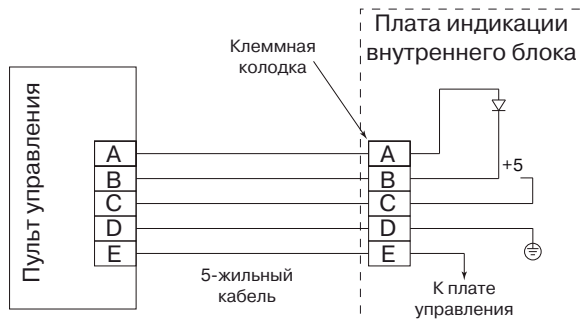 Плата индикации
внутреннего блока
Клеммная
колодка
Пульт управления
A
B
C
D
E
A
B
C
D
E
+5
5-жильный
кабель
К плате
управления